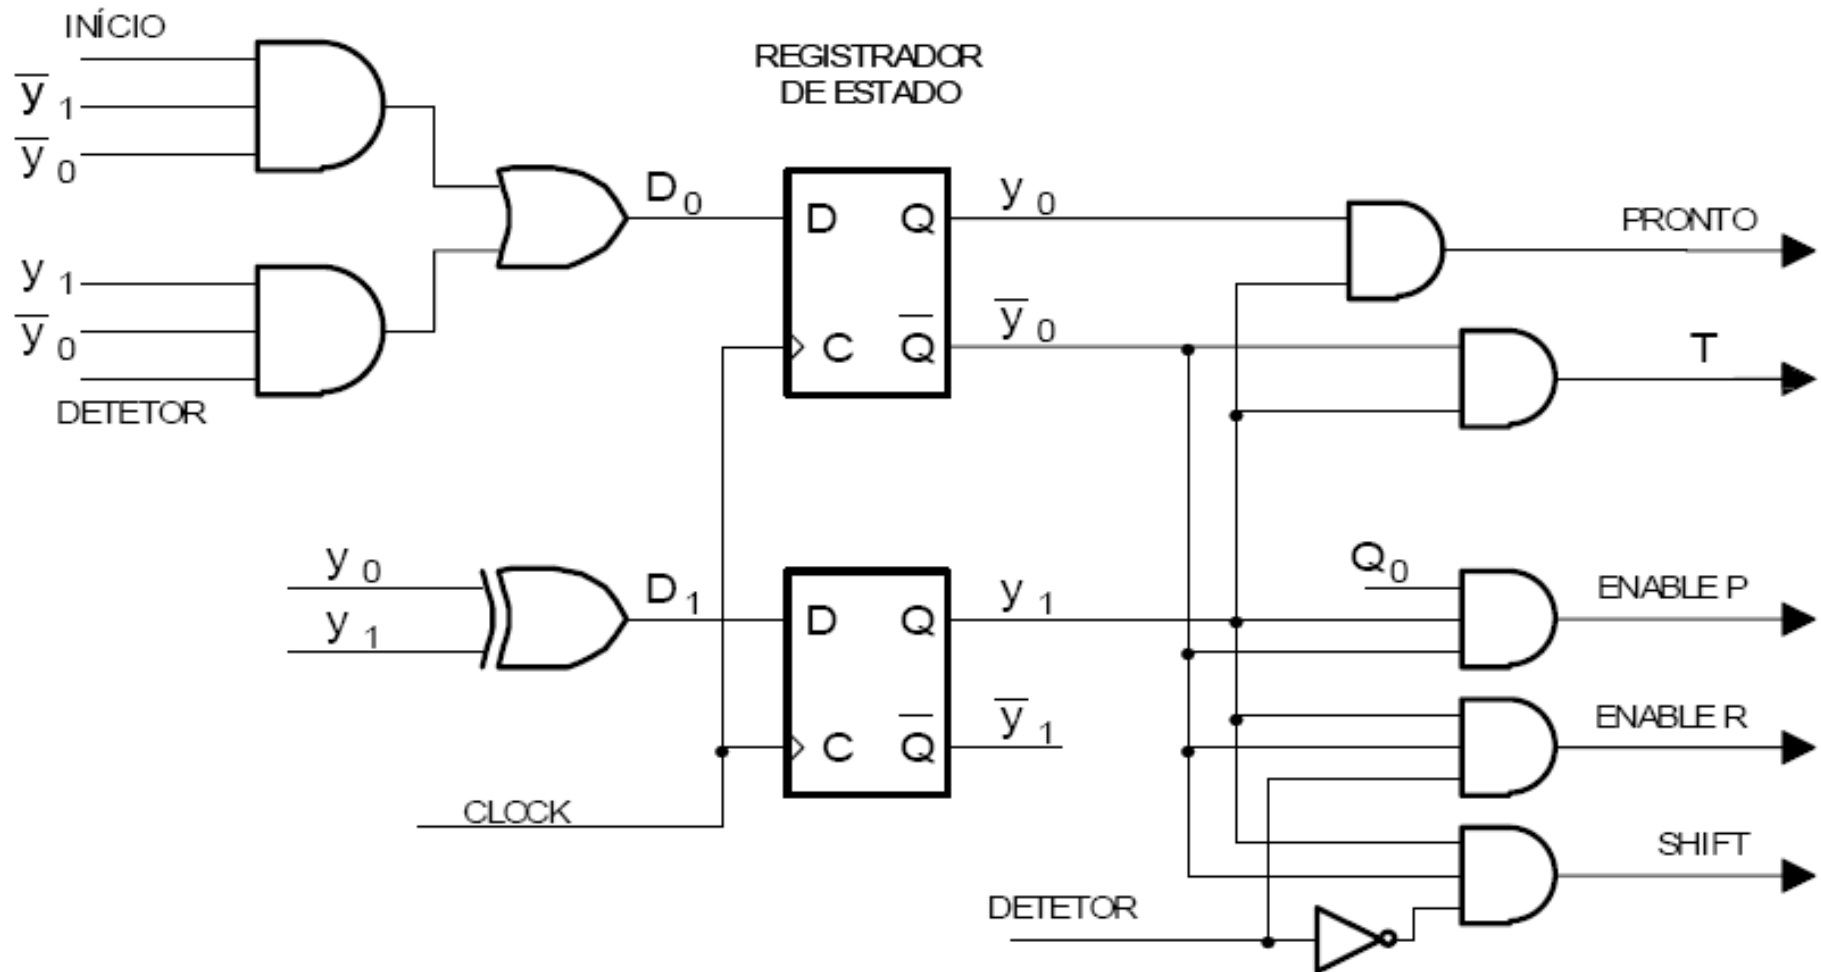 INÍCIO
y̅ 1
y̅ 0
y 1
y̅ 0
DETETOR
D 0
REGISTRADOR
DE ESTADO
D Q
C Q̅
y 0
y̅ 0
PRONTO
T
y 0
y 1
D 1
D Q
C Q̅
y 1
y̅ 1
CLOCK
Q 0
ENABLE P
ENABLE R
SHIFT
DETETOR